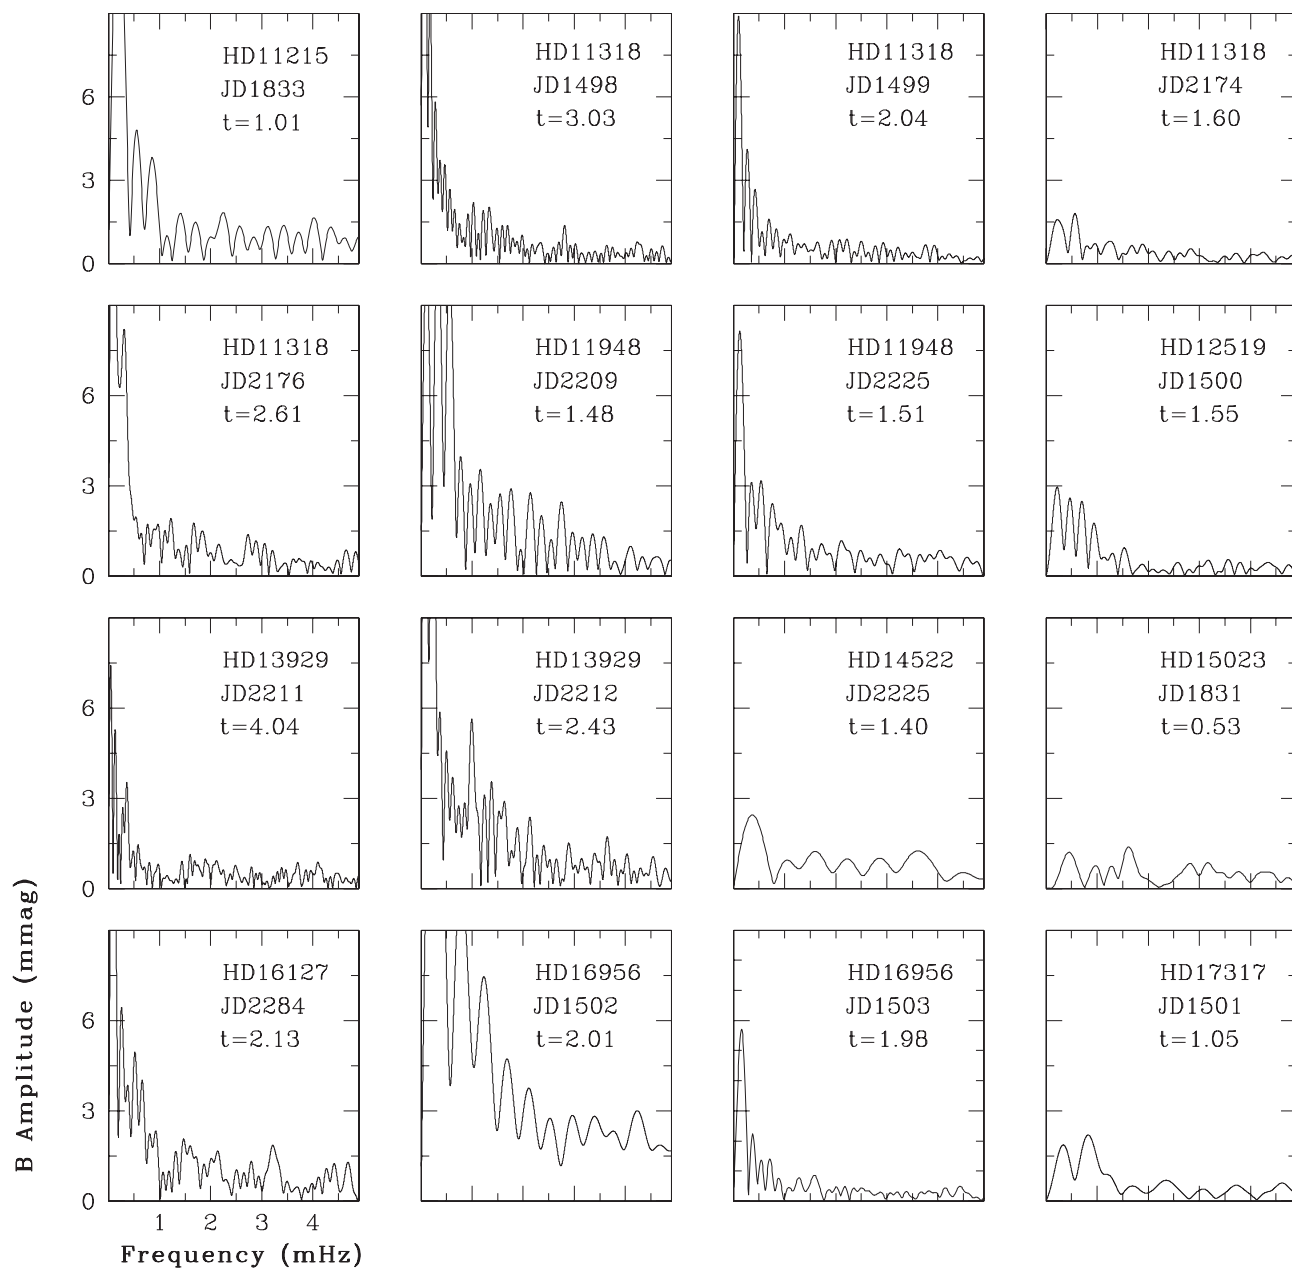 HD11215
JD1833
t=1.01
HD11318
JD1498
t=3.03
HD11318
JD1499
t=2.04
HD11318
JD2174
t=1.60
6
3
0
HD11318
JD2176
t=2.61
HD11948
JD2209
t=1.48
HD11948
JD2225
t=1.51
HD12519
JD1500
t=1.55
6
3
0
HD13929
JD2211
t=4.04
HD13929
JD2212
t=2.43
HD14522
JD2225
t=1.40
HD15023
JD1831
t=0.53
6
3
0
HD16127
JD2284
t=2.13
HD16956
JD1502
t=2.01
HD16956
JD1503
t=1.98
HD17317
JD1501
t=1.05
6
3
0
1 2 3 4
Frequency (mHz)
B Amplitude (mmag)